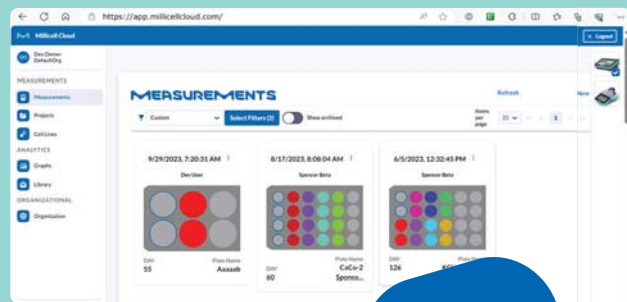 https://app.millicellcloud.com/
Millicell Cloud
Logout
Dev Owner
DefaultOrg
MEASUREMENTS
Measurements
Projects
Cell Lines
ANALYTICS
Graphs
Library
ORGANIZATIONAL
Organization
MEASUREMENTS
Refresh
New
Custom
Select Filters (2)
Show archived
Items per page
25
1
9/29/2023, 7:20:31 AM
Dev User
DAY
55
Plate Name
Aaaaab
8/17/2023, 8:08:04 AM
Spensor Beta
DAY
60
Plate Name
CaCo-2
Sponso...
6/5/2023, 12:32:45 PM
Spensor Beta
DAY
126
Plate Name